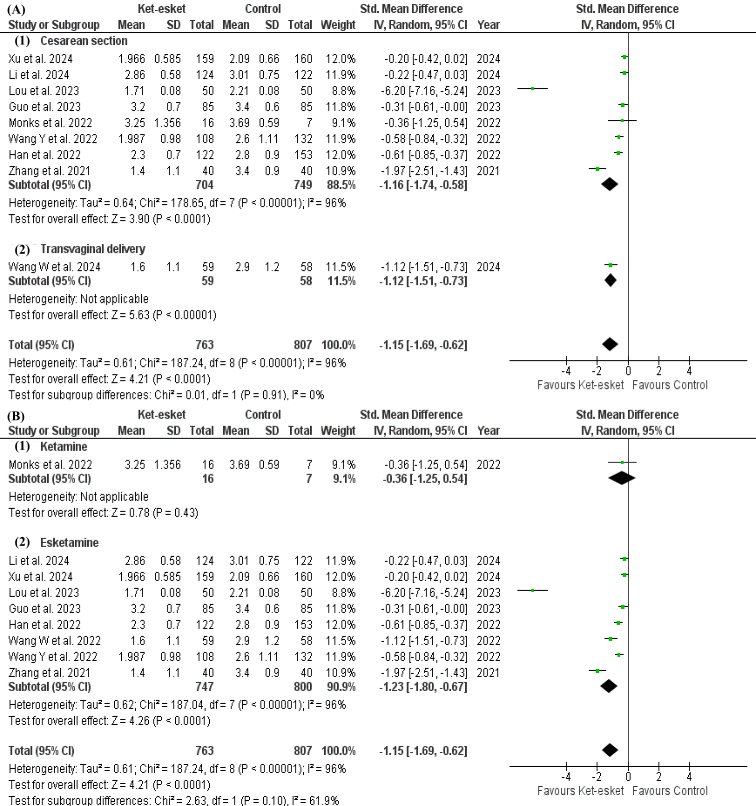 (A) Ket-esket Control Std. Mean Difference Std. Mean Difference
Study or Subgroup Mean SD Total Mean SD Total Weight IV, Random, 95% CI Year IV, Random, 95% CI
(1) Cesarean section
Xu et al. 2024 1.966 0.585 159 2.09 0.66 160 12.0% -0.20 [-0.42, 0.02] 2024
Li et al. 2024 2.86 0.58 124 3.01 0.75 122 11.9% -0.22 [-0.47, 0.03] 2024
Lou et al. 2023 1.71 0.08 50 2.21 0.08 50 8.8% -6.20 [-7.16, -5.24] 2023
Guo et al. 2023 3.2 0.7 85 3.4 0.6 85 11.8% -0.31 [-0.61, -0.00] 2023
Monks et al. 2022 3.25 1.356 16 3.69 0.59 7 9.1% -0.36 [-1.25, 0.54] 2022
Wang Y et al. 2022 1.987 0.98 108 2.6 1.11 132 11.9% -0.58 [-0.84, -0.32] 2022
Han et al. 2022 2.3 0.7 122 2.8 0.9 153 11.9% -0.61 [-0.85, -0.37] 2022
Zhang et al. 2021 1.4 1.1 40 3.4 0.9 40 10.9% -1.97 [-2.51, -1.43] 2021
Subtotal (95% CI) 704 749 88.5% -1.16 [-1.74, -0.58]
Heterogeneity: Tau² = 0.64; Chi² = 178.65, df = 7 (P < 0.00001); I² = 96%
Test for overall effect: Z = 3.90 (P < 0.0001)
(2) Transvaginal delivery
Wang W et al. 2024 1.6 1.1 59 2.9 1.2 58 11.5% -1.12 [-1.51, -0.73] 2024
Subtotal (95% CI) 59 58 11.5% -1.12 [-1.51, -0.73]
Heterogeneity: Not applicable
Test for overall effect: Z = 5.63 (P < 0.00001)
Total (95% CI) 763 807 100.0% -1.15 [-1.69, -0.62]
Heterogeneity: Tau² = 0.61; Chi² = 187.24, df = 8 (P < 0.00001); I² = 96%
Test for overall effect: Z = 4.21 (P < 0.0001)
Test for subgroup differences: Chi² = 0.01, df = 1 (P = 0.91), I² = 0%
-4 -2 0 2 4
Favours Ket-esket Favours Control
(B) Ket-esket Control Std. Mean Difference Std. Mean Difference
Study or Subgroup Mean SD Total Mean SD Total Weight IV, Random, 95% CI Year IV, Random, 95% CI
(1) Ketamine
Monks et al. 2022 3.25 1.356 16 3.69 0.59 7 9.1% -0.36 [-1.25, 0.54] 2022
Subtotal (95% CI) 16 7 9.1% -0.36 [-1.25, 0.54]
Heterogeneity: Not applicable
Test for overall effect: Z = 0.78 (P = 0.43)
(2) Esketamine
Li et al. 2024 2.86 0.58 124 3.01 0.75 122 11.9% -0.22 [-0.47, 0.03] 2024
Xu et al. 2024 1.966 0.585 159 2.09 0.66 160 12.0% -0.20 [-0.42, 0.02] 2024
Lou et al. 2023 1.71 0.08 50 2.21 0.08 50 8.8% -6.20 [-7.16, -5.24] 2023
Guo et al. 2023 3.2 0.7 85 3.4 0.6 85 11.8% -0.31 [-0.61, -0.00] 2023
Han et al. 2022 2.3 0.7 122 2.8 0.9 153 11.9% -0.61 [-0.85, -0.37] 2022
Wang W et al. 2022 1.6 1.1 59 2.9 1.2 58 11.5% -1.12 [-1.51, -0.73] 2022
Wang Y et al. 2022 1.987 0.98 108 2.6 1.11 132 11.9% -0.58 [-0.84, -0.32] 2022
Zhang et al. 2021 1.4 1.1 40 3.4 0.9 40 10.9% -1.97 [-2.51, -1.43] 2021
Subtotal (95% CI) 747 800 90.9% -1.23 [-1.80, -0.67]
Heterogeneity: Tau² = 0.62; Chi² = 187.04, df = 7 (P < 0.00001); I² = 96%
Test for overall effect: Z = 4.26 (P < 0.0001)
Total (95% CI) 763 807 100.0% -1.15 [-1.69, -0.62]
Heterogeneity: Tau² = 0.61; Chi² = 187.24, df = 8 (P < 0.00001); I² = 96%
Test for overall effect: Z = 4.21 (P < 0.0001)
Test for subgroup differences: Chi² = 2.63, df = 1 (P = 0.10), I² = 61.9%
-4 -2 0 2 4
Favours Ket-esket Favours Control